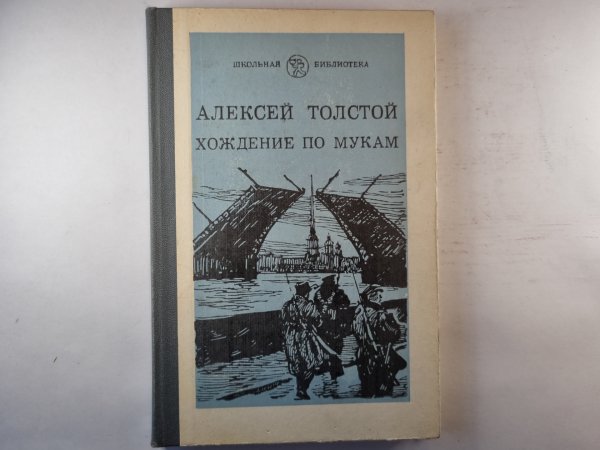 ШКОЛЬНАЯ БИБЛИОТЕКА
АЛЕКСЕЙ ТОЛСТОЙ
ХОЖДЕНИЕ ПО МУКАМ